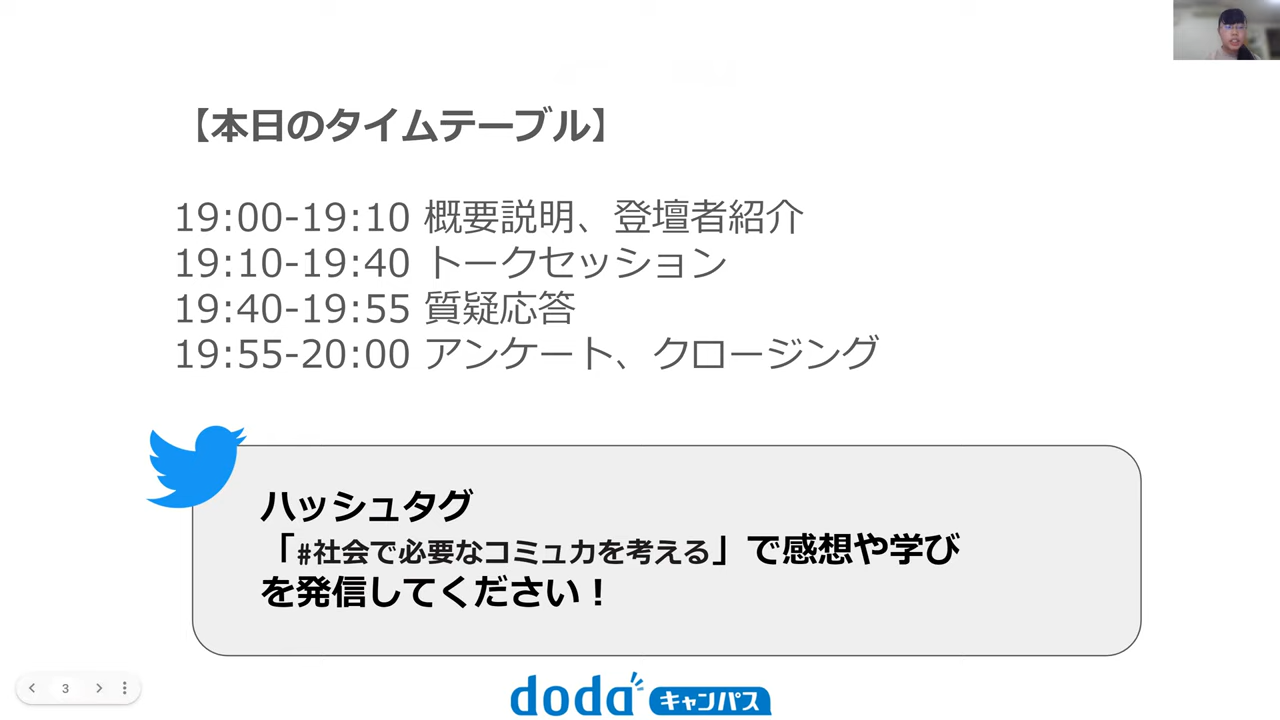 【本日のタイムテーブル】
19:00-19:10 概要説明、登壇者紹介
19:10-19:40 トークセッション
19:40-19:55 質疑応答
19:55-20:00 アンケート、クロージング
ハッシュタグ
「#社会で必要なコミュ力を考える」で感想や学び
を発信してください！
3
doda キャンパス